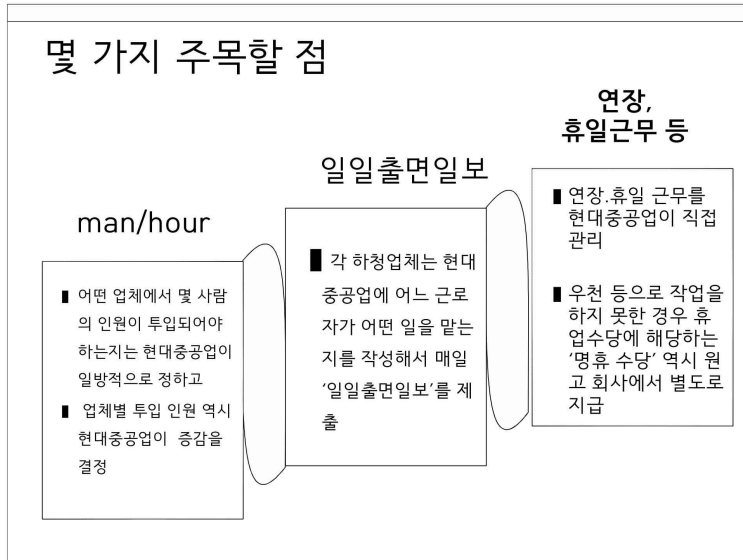 몇 가지 주목할 점
man/hour
▮ 어떤 업체에서 몇 사람
의 인원이 투입되어야
하는지는 현대중공업이
일방적으로 정하고
▮ 업체별 투입 인원 역시
현대중공업이 증감을
결정
일일출면일보
▮ 각 하청업체는 현대
중공업에 어느 근로
자가 어떤 일을 맡는
지를 작성해서 매일
‘일일출면일보’를 제
출
연장,
휴일근무 등
▮ 연장.휴일 근무를
현대중공업이 직접
관리
▮ 우천 등으로 작업을
하지 못한 경우 휴
업수당에 해당하는
‘명휴 수당’ 역시 원
고 회사에서 별도로
지급